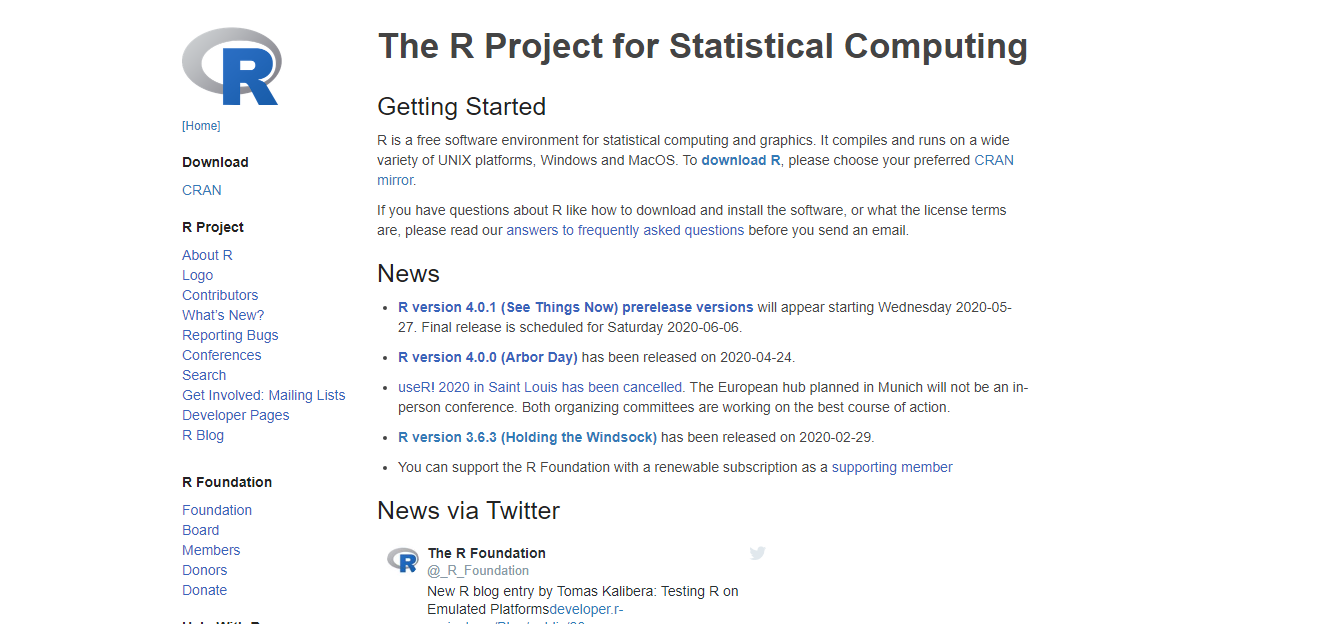 R
[Home]
Download
CRAN
R Project
About R
Logo
Contributors
What's New?
Reporting Bugs
Conferences
Search
Get Involved: Mailing Lists
Developer Pages
R Blog
R Foundation
Foundation
Board
Members
Donors
Donate
The R Project for Statistical Computing
Getting Started
R is a free software environment for statistical computing and graphics. It compiles and runs on a wide
variety of UNIX platforms, Windows and MacOS. To download R, please choose your preferred CRAN
mirror.
If you have questions about R like how to download and install the software, or what the license terms
are, please read our answers to frequently asked questions before you send an email.
News
• R version 4.0.1 (See Things Now) prerelease versions will appear starting Wednesday 2020-05-
27. Final release is scheduled for Saturday 2020-06-06.
• R version 4.0.0 (Arbor Day) has been released on 2020-04-24.
• useR! 2020 in Saint Louis has been cancelled. The European hub planned in Munich will not be an in-
person conference. Both organizing committees are working on the best course of action.
• R version 3.6.3 (Holding the Windsock) has been released on 2020-02-29.
• You can support the R Foundation with a renewable subscription as a supporting member
News via Twitter
R
The R Foundation
@_R_Foundation
New R blog entry by Tomas Kalibera: Testing R on
Emulated Platformsdeveloper.r-